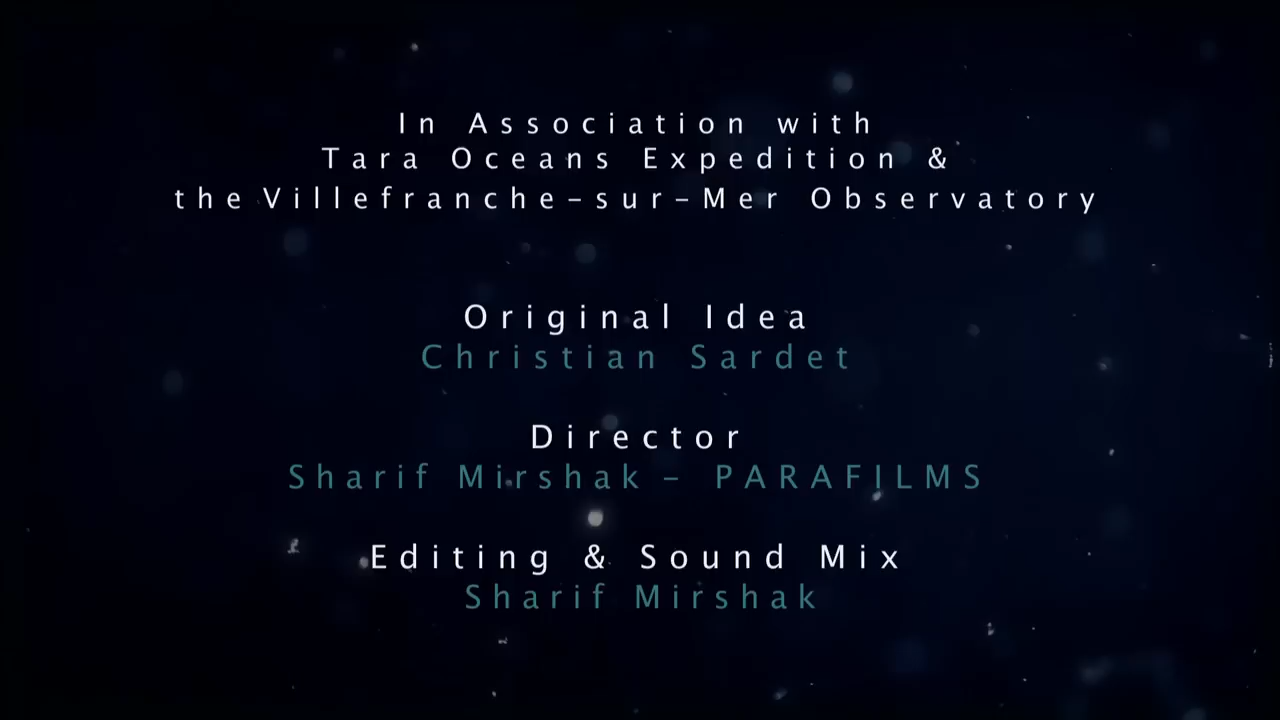 In Association with
Tara Oceans Expedition &
the Villefranche-sur-Mer Observatory
Original Idea
Christian Sardet
Director
Sharif Mirshak - PARAFILMS
Editing & Sound Mix
Sharif Mirshak